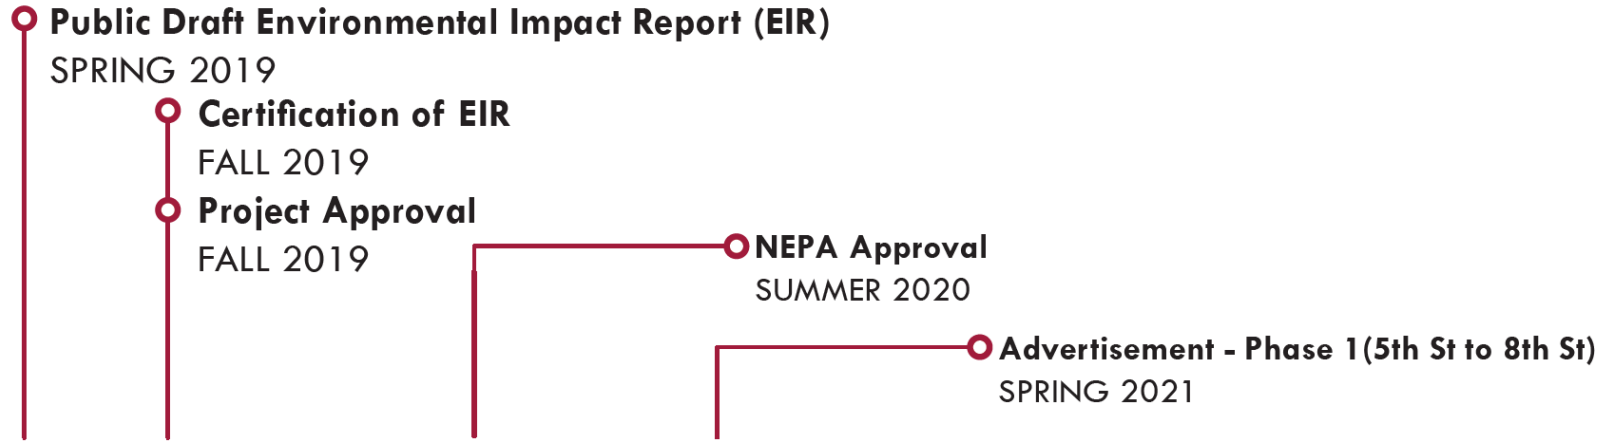 Public Draft Environmental Impact Report (EIR)
SPRING 2019
Certification of EIR
FALL 2019
Project Approval
FALL 2019
NEPA Approval
SUMMER 2020
Advertisement - Phase 1(5th St to 8th St)
SPRING 2021